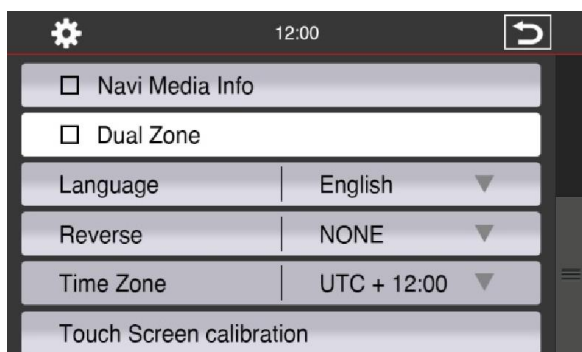 12:00
Navi Media Info
Dual Zone
Language English
Reverse NONE
Time Zone UTC + 12:00
Touch Screen calibration